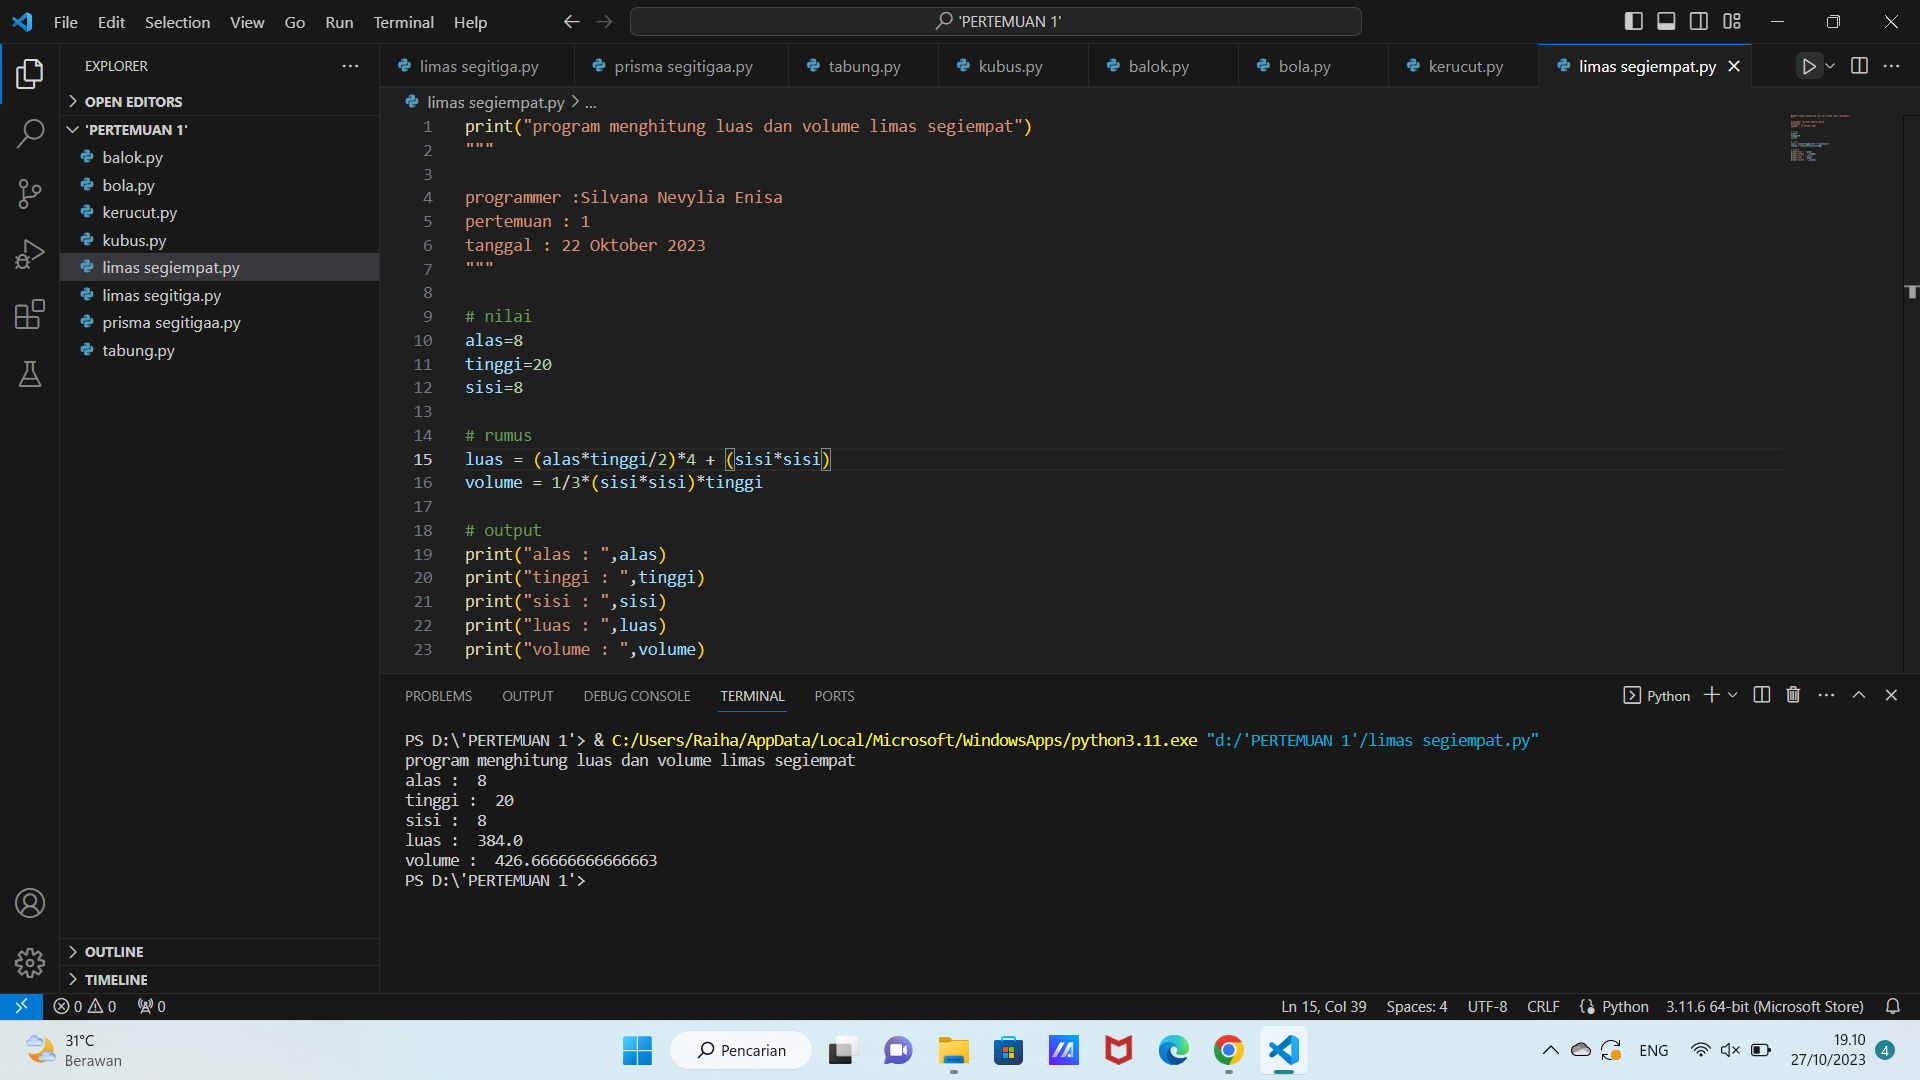 File Edit Selection View Go Run Terminal Help
'PERTEMUAN 1'
EXPLORER
OPEN EDITORS
'PERTEMUAN 1'
balok.py
bola.py
kerucut.py
kubus.py
limas segiempat.py
limas segitiga.py
prisma segitigaa.py
tabung.py
OUTLINE
TIMELINE
limas segitiga.py prisma segitigaa.py tabung.py kubus.py balok.py bola.py kerucut.py limas segiempat.py
limas segiempat.py > ...
1 print("program menghitung luas dan volume limas segiempat")
2 """
3
4 programmer :Silvana Nevylia Enisa
5 pertemuan : 1
6 tanggal : 22 Oktober 2023
7 """
8
9 # nilai
10 alas=8
11 tinggi=20
12 sisi=8
13
14 # rumus
15 luas = (alas*tinggi/2)*4 + (sisi*sisi)
16 volume = 1/3*(sisi*sisi)*tinggi
17
18 # output
19 print("alas : ",alas)
20 print("tinggi : ",tinggi)
21 print("sisi : ",sisi)
22 print("luas : ",luas)
23 print("volume : ",volume)
PROBLEMS OUTPUT DEBUG CONSOLE TERMINAL PORTS
Python
PS D:\'PERTEMUAN 1'> & C:/Users/Raiha/AppData/Local/Microsoft/WindowsApps/python3.11.exe "d:/'PERTEMUAN 1'/limas segiempat.py"
program menghitung luas dan volume limas segiempat
alas :  8
tinggi :  20
sisi :  8
luas :  384.0
volume :  426.66666666666663
PS D:\'PERTEMUAN 1'>
0 0 0
Ln 15, Col 39 Spaces: 4 UTF-8 CRLF Python 3.11.6 64-bit (Microsoft Store)
31°C
Berawan
Pencarian
ENG
19.10
27/10/2023
4